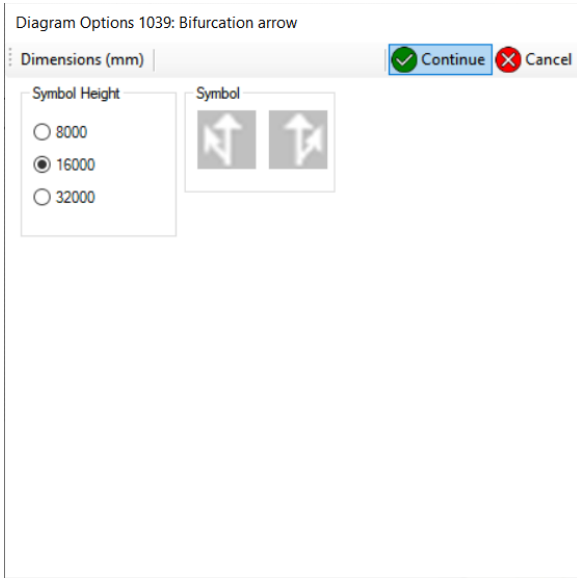 Diagram Options 1039: Bifurcation arrow
Dimensions (mm) Continue Cancel
Symbol Height
8000
16000
32000
Symbol